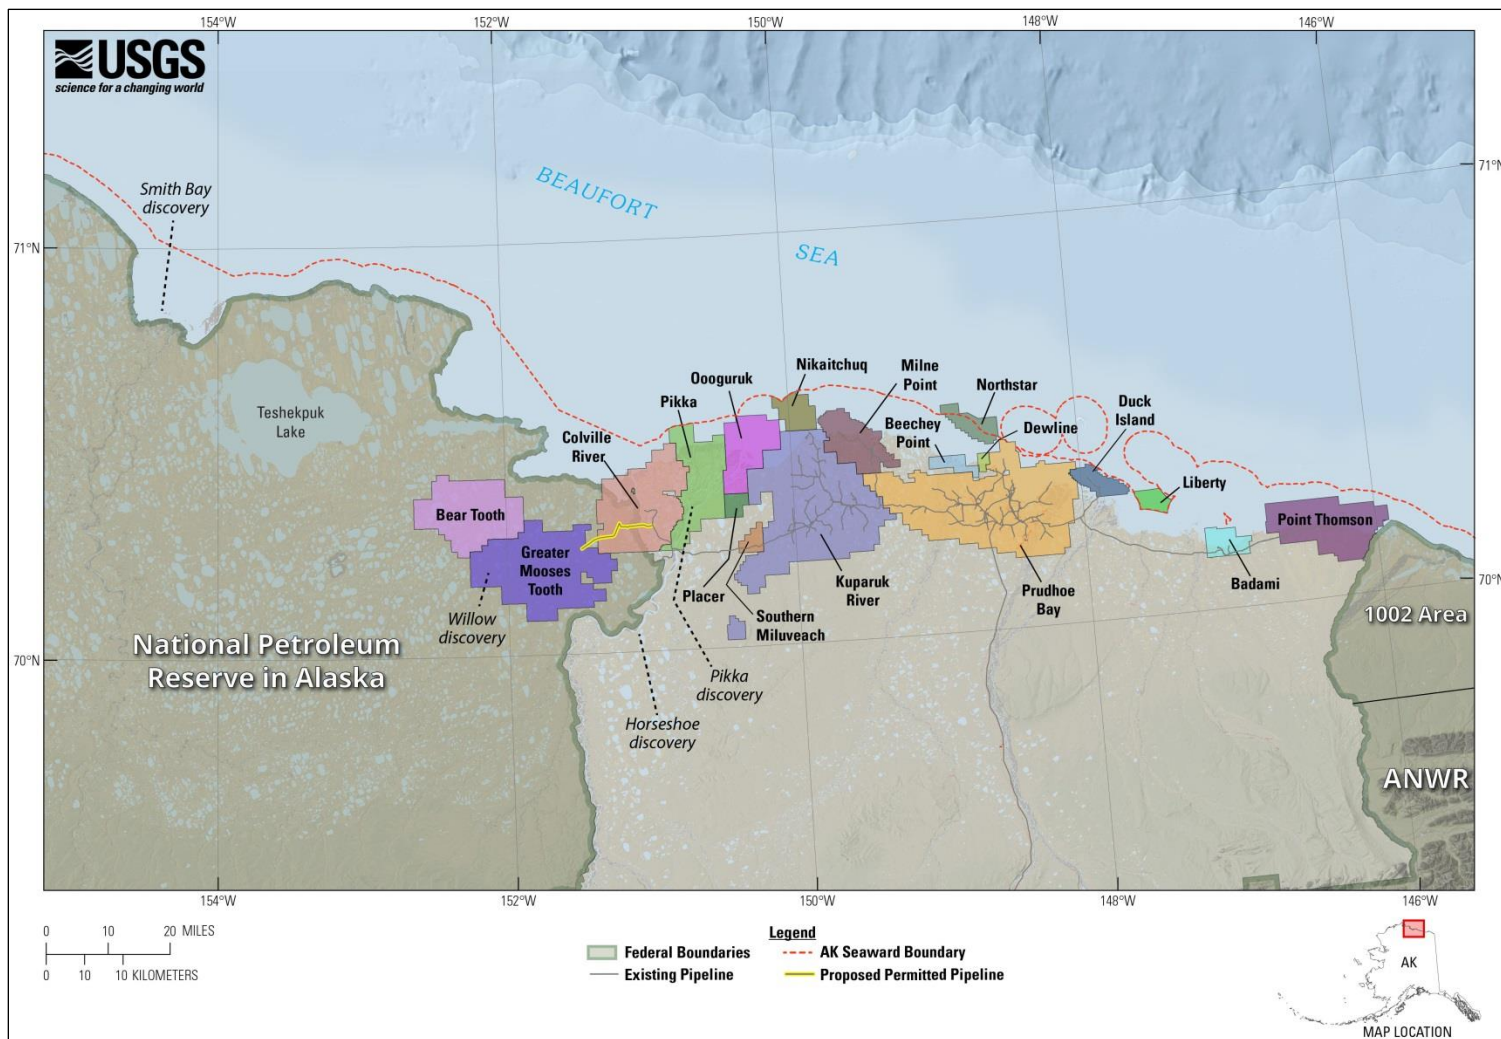 154°W
152°W
150°W
148°W
146°W
USGS
science for a changing world
71°N
71°N
BEAUFORT
SEA
Smith Bay
discovery
Teshekpuk
Lake
Nikaitchuq
Milne
Point
Oooguruk
Northstar
Pikka
Duck
Island
Beechey
Point
Dewline
Colville
River
Liberty
Bear Tooth
Point Thomson
Greater
Mooses
Tooth
Kuparuk
River
Prudhoe
Bay
Badami
Placer
Southern
Miluveach
Willow
discovery
70°N
70°N
1002 Area
National Petroleum
Reserve in Alaska
Pikka
discovery
Horseshoe
discovery
ANWR
154°W
152°W
150°W
148°W
146°W
0 10 20 MILES
0 10 10 KILOMETERS
Legend
Federal Boundaries
AK Seaward Boundary
Existing Pipeline
Proposed Permitted Pipeline
AK
MAP LOCATION